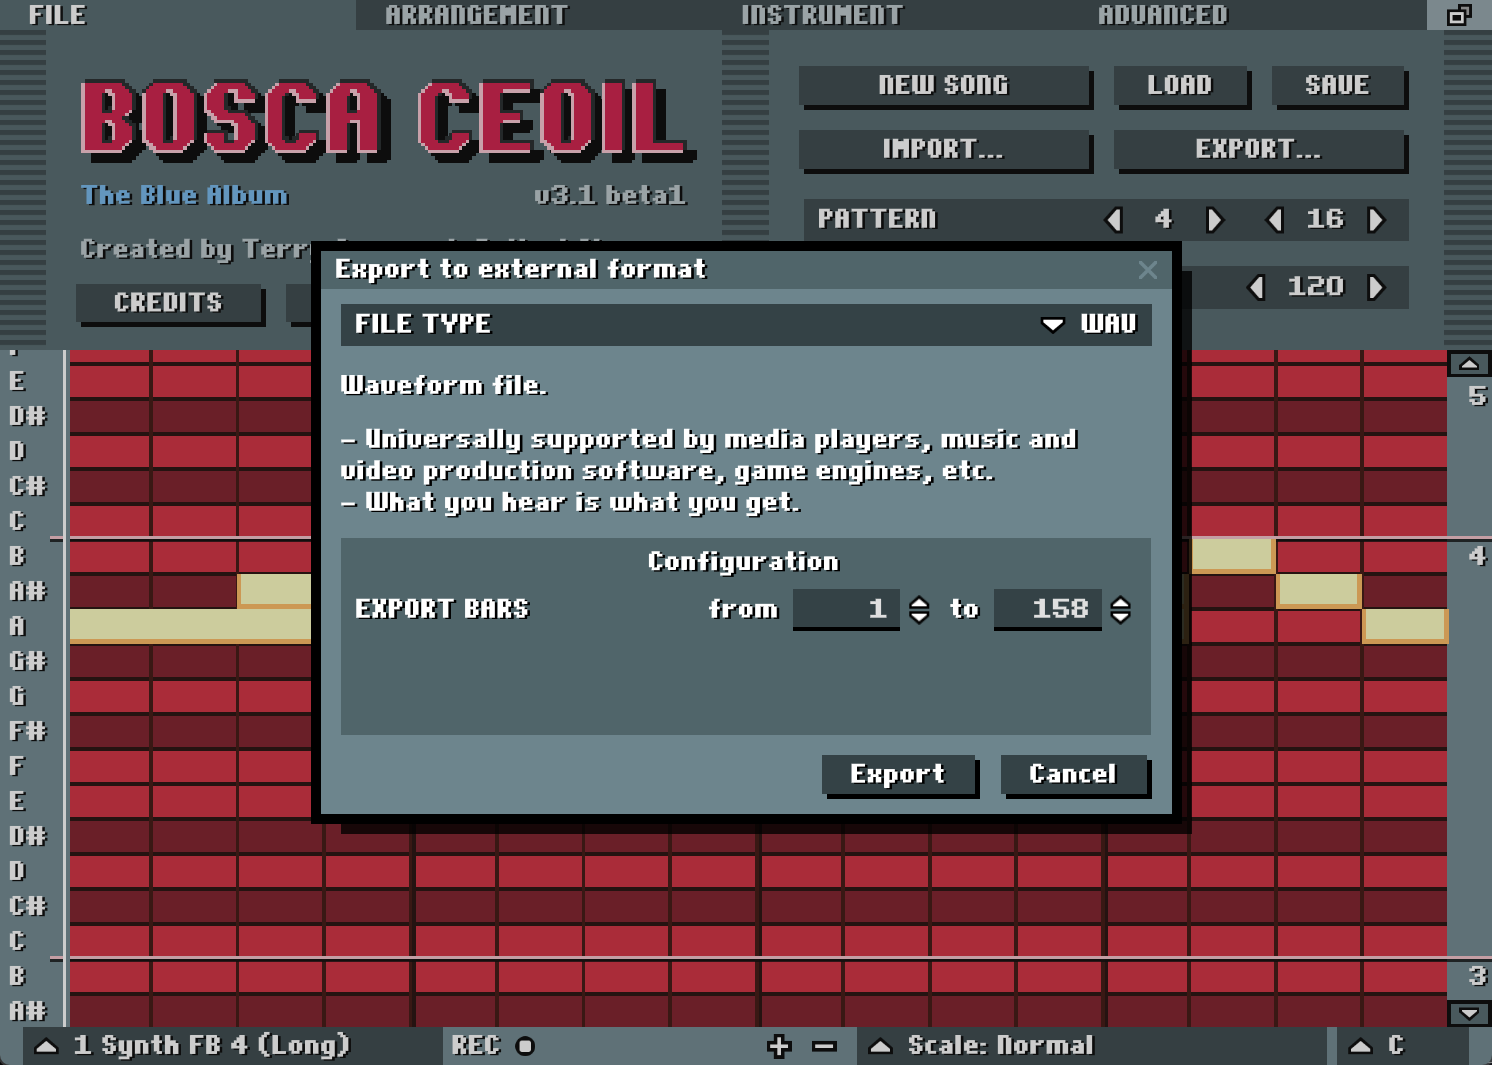 FILE ARRANGEMENT INSTRUMENT ADVANCED
BOSCA CEOIL
The Blue Album v3.1 beta1
Created by Terry
CREDITS
NEW SONG LOAD SAVE
IMPORT... EXPORT...
PATTERN 4 16
120
Export to external format
FILE TYPE WAV
Waveform file.
- Universally supported by media players, music and
video production software, game engines, etc.
- What you hear is what you get.
Configuration
EXPORT BARS from 1 to 158
Export Cancel
E
D# 5
D
C#
C
B 4
A#
A
G#
G
F#
F
E
D#
D
C#
C
B 3
A#
1 Synth FB 4 (Long) REC Scale: Normal C